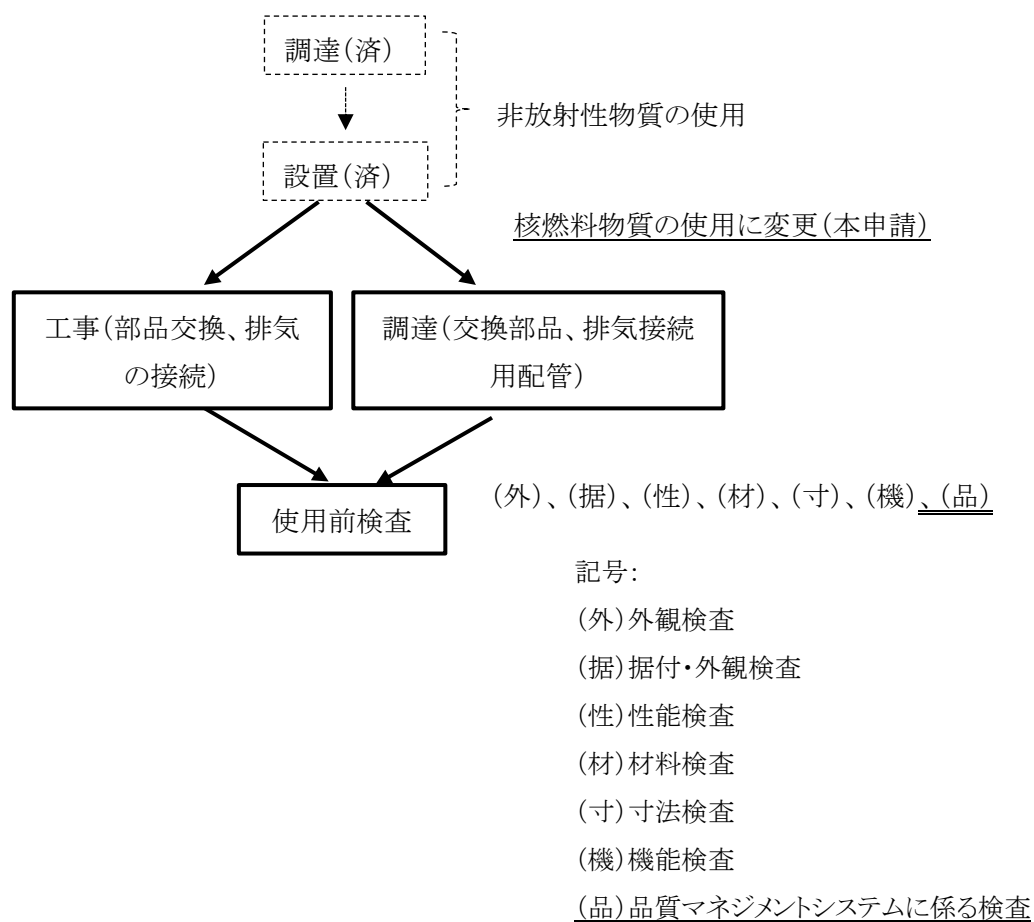 調達(済)
非放射性物質の使用
設置(済)
核燃料物質の使用に変更(本申請)
工事(部品交換、排気
の接続)
調達(交換部品、排気接続
用配管)
使用前検査
(外)、(据)、(性)、(材)、(寸)、(機)、(品)
記号:
(外)外観検査
(据)据付・外観検査
(性)性能検査
(材)材料検査
(寸)寸法検査
(機)機能検査
(品)品質マネジメントシステムに係る検査